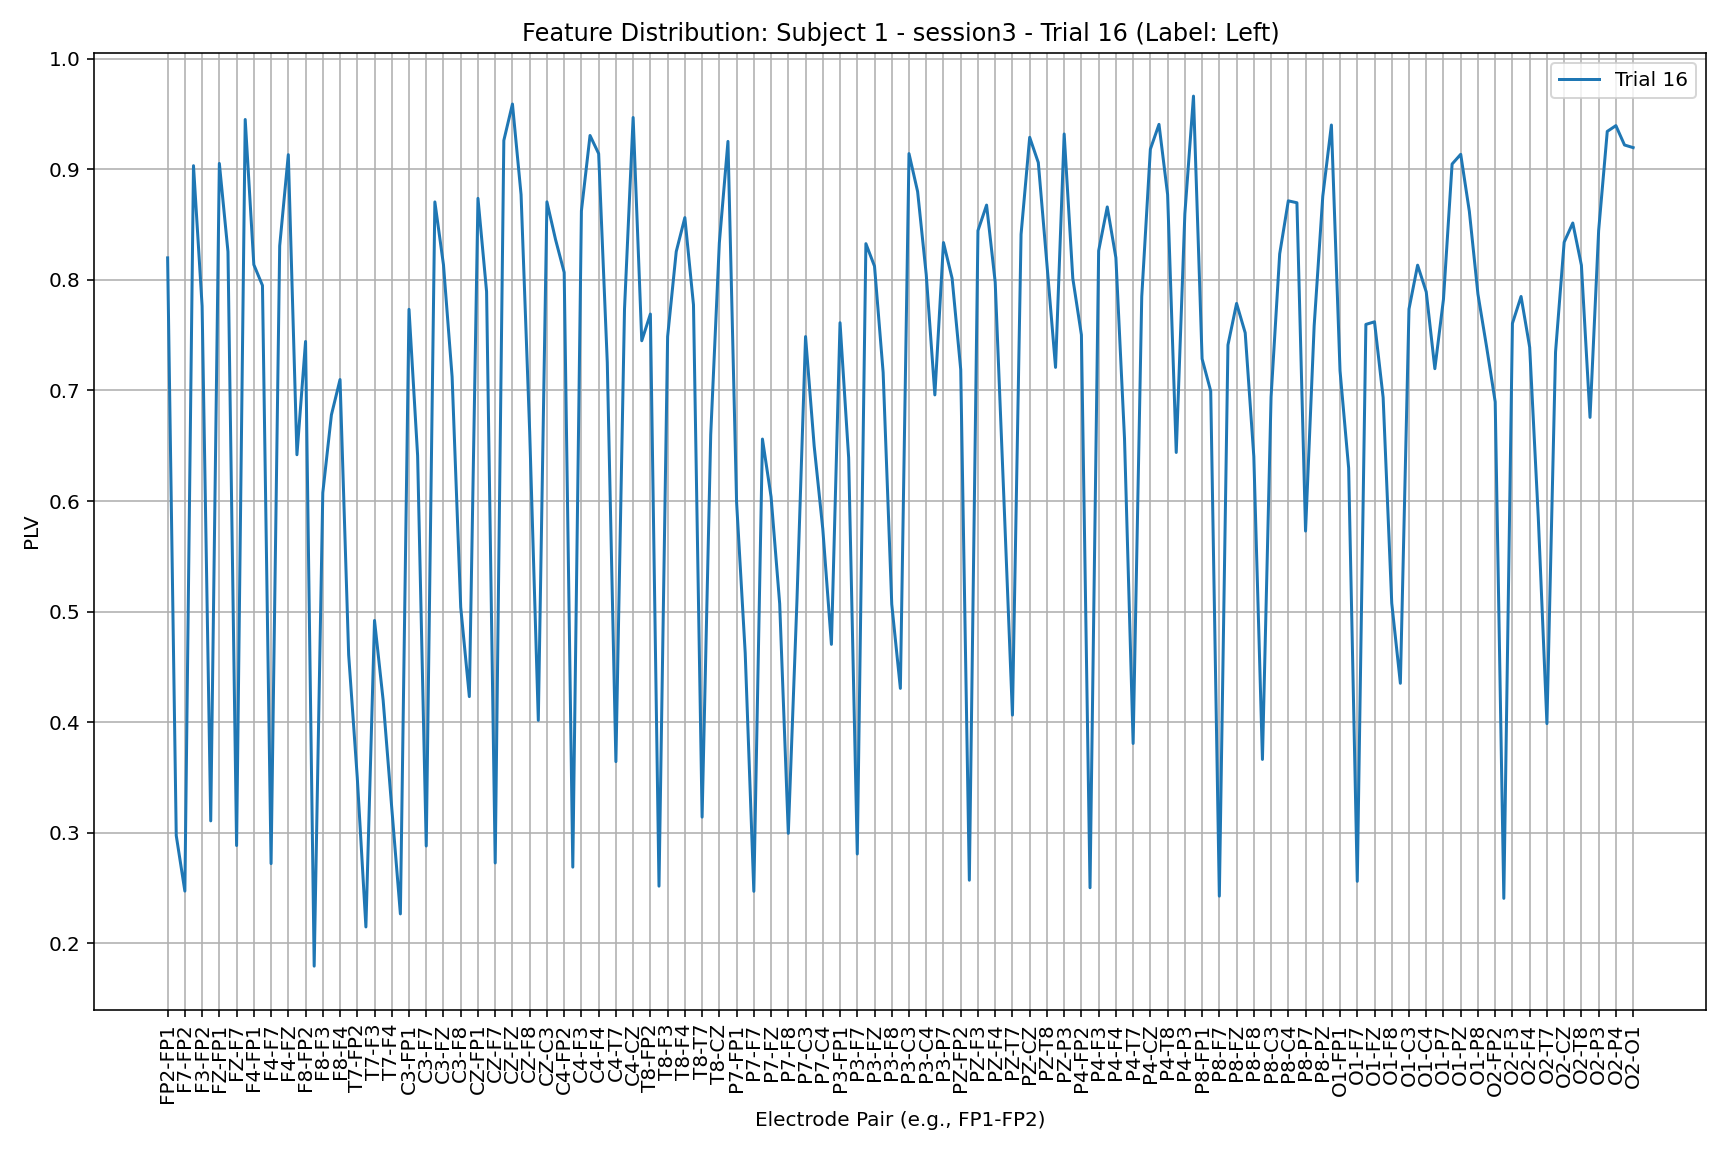 Feature Distribution: Subject 1 - session3 - Trial 16 (Label: Left)
Trial 16
1.0
0.9
0.8
0.7
0.6
0.5
0.4
0.3
0.2
PLV
FP2-FP1
F7-FP2
F3-FP2
FZ-FP1
FZ-F7
F4-FP1
F4-F7
F4-FZ
F8-FP2
F8-F3
F8-F4
T7-FP2
T7-F3
T7-F4
C3-FP1
C3-F7
C3-FZ
C3-F8
CZ-FP1
CZ-F7
CZ-FZ
CZ-F8
CZ-C3
C4-FP2
C4-F3
C4-F4
C4-T7
C4-CZ
T8-FP2
T8-F3
T8-F4
T8-T7
T8-CZ
P7-FP1
P7-F7
P7-FZ
P7-F8
P7-C3
P7-C4
P3-FP1
P3-F7
P3-FZ
P3-F8
P3-C3
P3-C4
P3-P7
PZ-FP2
PZ-F3
PZ-F4
PZ-T7
PZ-CZ
PZ-T8
PZ-P3
P4-FP2
P4-F3
P4-F4
P4-T7
P4-CZ
P4-T8
P4-P3
P8-FP1
P8-F7
P8-FZ
P8-F8
P8-C3
P8-C4
P8-P7
P8-PZ
O1-FP1
O1-F7
O1-FZ
O1-F8
O1-C3
O1-C4
O1-P7
O1-PZ
O1-P8
O2-FP2
O2-F3
O2-F4
O2-T7
O2-CZ
O2-T8
O2-P3
O2-P4
O2-O1
Electrode Pair (e.g., FP1-FP2)